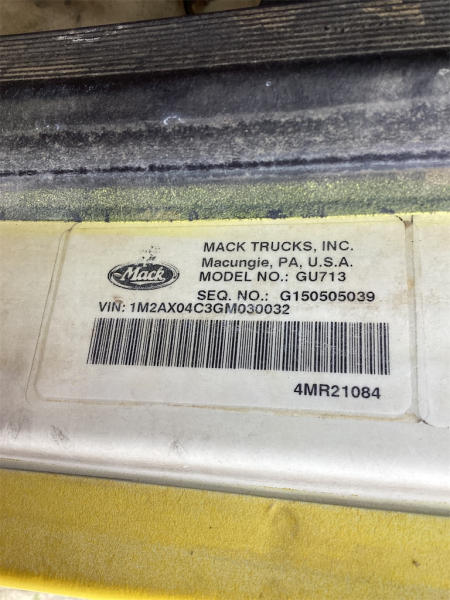 Mack
MACK TRUCKS, INC.
Macungie, PA, U.S.A.
MODEL NO.: GU713
SEQ. NO.: G150505039
VIN: 1M2AX04C3GM030032
4MR21084